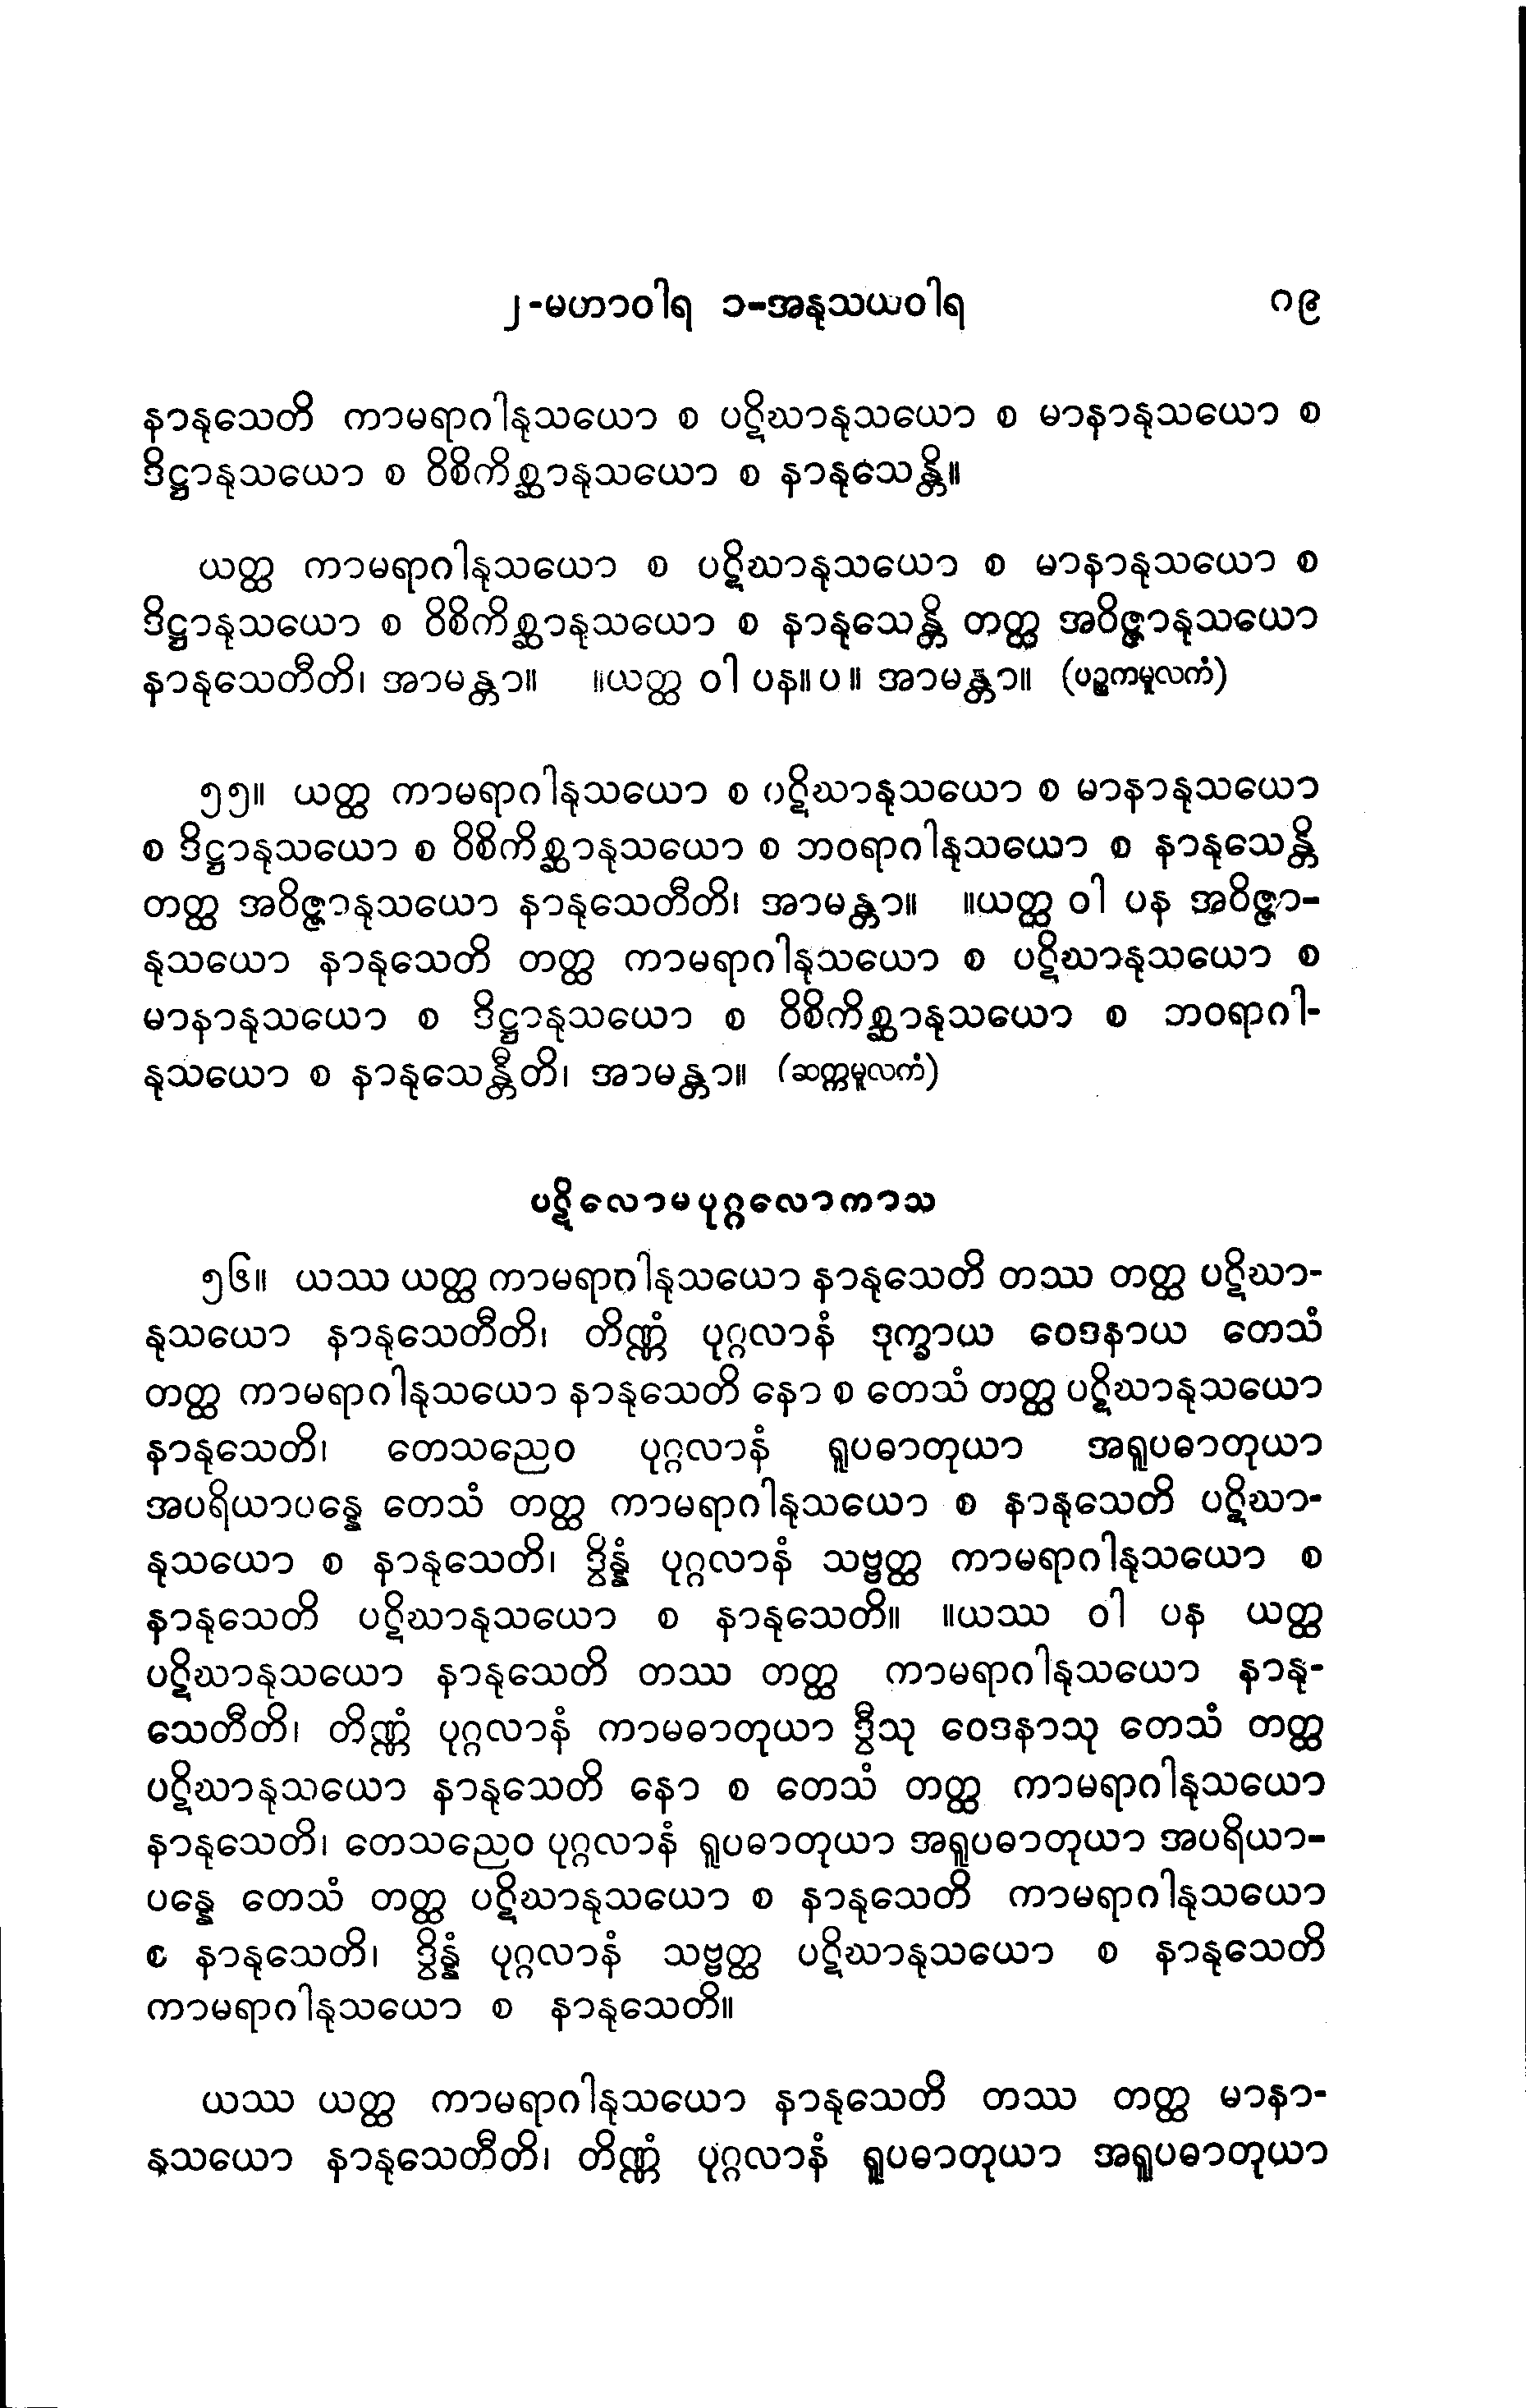 ၂-မဟာဝါရ ၁-အနုသယဝါရ ၈၉
နာနုသေတိ ကာမရာဂါနုသယော စ ပဋိဃာနုသယော စ မာနာနုသယော စ
ဒိဋ္ဌာနုသယော စ ဝိစိကိစ္ဆာနုသယော စ နာနုသေန္တိ။
ယတ္ထ ကာမရာဂါနုသယော စ ပဋိဃာနုသယော စ မာနာနုသယော စ
ဒိဋ္ဌာနုသယော စ ဝိစိကိစ္ဆာနုသယော စ နာနုသေန္တိ တတ္ထ အဝိဇ္ဇာနုသယော
နာနုသေတီတိ၊ အာမန္တာ။ ။ယတ္ထ ဝါ ပန။ပ။ အာမန္တာ။ (ပဉ္စကမူလကံ)
၅၅။ ယတ္ထ ကာမရာဂါနုသယော စ ပဋိဃာနုသယော စ မာနာနုသယော
စ ဒိဋ္ဌာနုသယော စ ဝိစိကိစ္ဆာနုသယော စ ဘဝရာဂါနုသယော စ နာနုသေန္တိ
တတ္ထ အဝိဇ္ဇာနုသယော နာနုသေတီတိ၊ အာမန္တာ။ ။ယတ္ထ ဝါ ပန အဝိဇ္ဇာ-
နုသယော နာနုသေတိ တတ္ထ ကာမရာဂါနုသယော စ ပဋိဃာနုသယော စ
မာနာနုသယော စ ဒိဋ္ဌာနုသယော စ ဝိစိကိစ္ဆာနုသယော စ ဘဝရာဂါ-
နုသယော စ နာနုသေန္တီတိ၊ အာမန္တာ။ (ဆက္ကမူလကံ)
ပဋိလောမပုဂ္ဂလောကာသ
၅၆။ ယဿ ယတ္ထ ကာမရာဂါနုသယော နာနုသေတိ တဿ တတ္ထ ပဋိဃာ-
နုသယော နာနုသေတီတိ၊ တိဏ္ဏံ ပုဂ္ဂလာနံ ဒုက္ခာယ ဝေဒနာယ တေသံ
တတ္ထ ကာမရာဂါနုသယော နာနုသေတိ နော စ တေသံ တတ္ထ ပဋိဃာနုသယော
နာနုသေတိ၊ တေသညေဝ ပုဂ္ဂလာနံ ရူပဓာတုယာ အရူပဓာတုယာ
အပရိယာပန္နေ တေသံ တတ္ထ ကာမရာဂါနုသယော စ နာနုသေတိ ပဋိဃာ-
နုသယော စ နာနုသေတိ၊ ဒွိန္နံ ပုဂ္ဂလာနံ သဗ္ဗတ္ထ ကာမရာဂါနုသယော စ
နာနုသေတိ ပဋိဃာနုသယော စ နာနုသေတိ။ ။ယဿ ဝါ ပန ယတ္ထ
ပဋိဃာနုသယော နာနုသေတိ တဿ တတ္ထ ကာမရာဂါနုသယော နာနု-
သေတီတိ၊ တိဏ္ဏံ ပုဂ္ဂလာနံ ကာမဓာတုယာ ဒွီသု ဝေဒနာသု တေသံ တတ္ထ
ပဋိဃာနုသယော နာနုသေတိ နော စ တေသံ တတ္ထ ကာမရာဂါနုသယော
နာနုသေတိ၊ တေသညေဝ ပုဂ္ဂလာနံ ရူပဓာတုယာ အရူပဓာတုယာ အပရိယာ-
ပန္နေ တေသံ တတ္ထ ပဋိဃာနုသယော စ နာနုသေတိ ကာမရာဂါနုသယော
စ နာနုသေတိ၊ ဒွိန္နံ ပုဂ္ဂလာနံ သဗ္ဗတ္ထ ပဋိဃာနုသယော စ နာနုသေတိ
ကာမရာဂါနုသယော စ နာနုသေတိ။
ယဿ ယတ္ထ ကာမရာဂါနုသယော နာနုသေတိ တဿ တတ္ထ မာနာ-
နုသယော နာနုသေတီတိ၊ တိဏ္ဏံ ပုဂ္ဂလာနံ ရူပဓာတုယာ အရူပဓာတုယာ